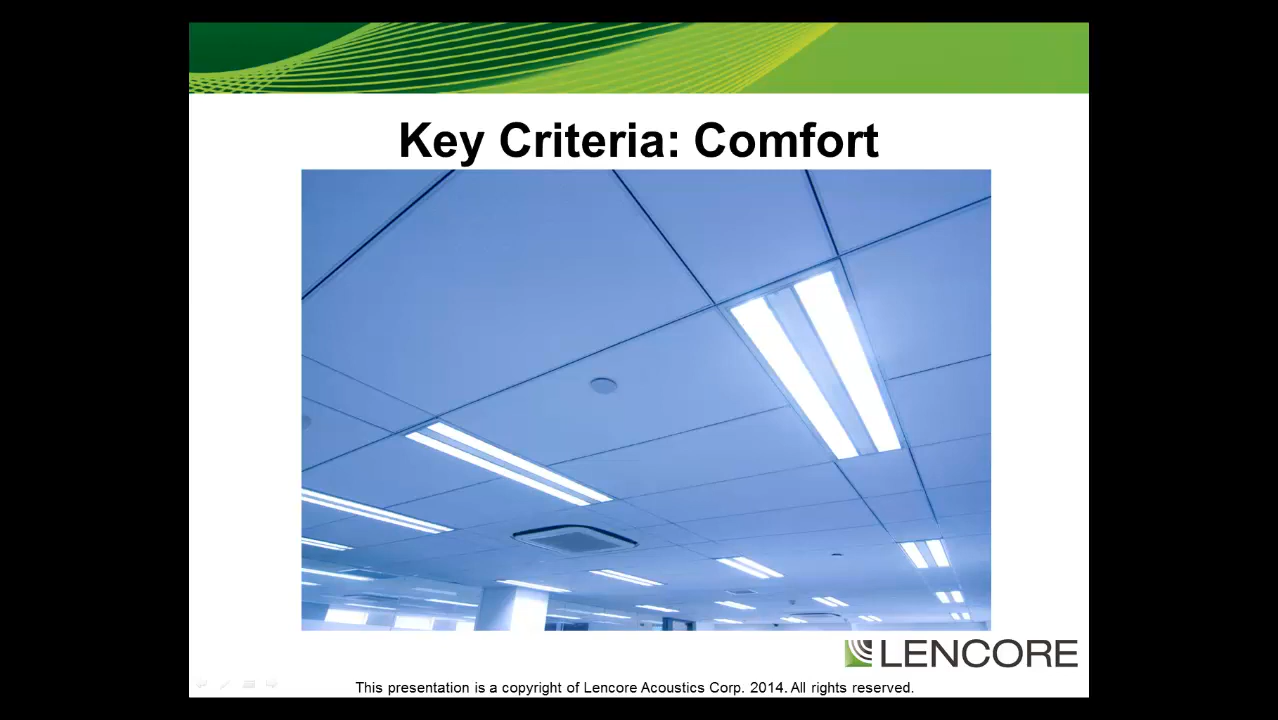 Key Criteria: Comfort
LENCORE
This presentation is a copyright of Lencore Acoustics Corp. 2014. All rights reserved.